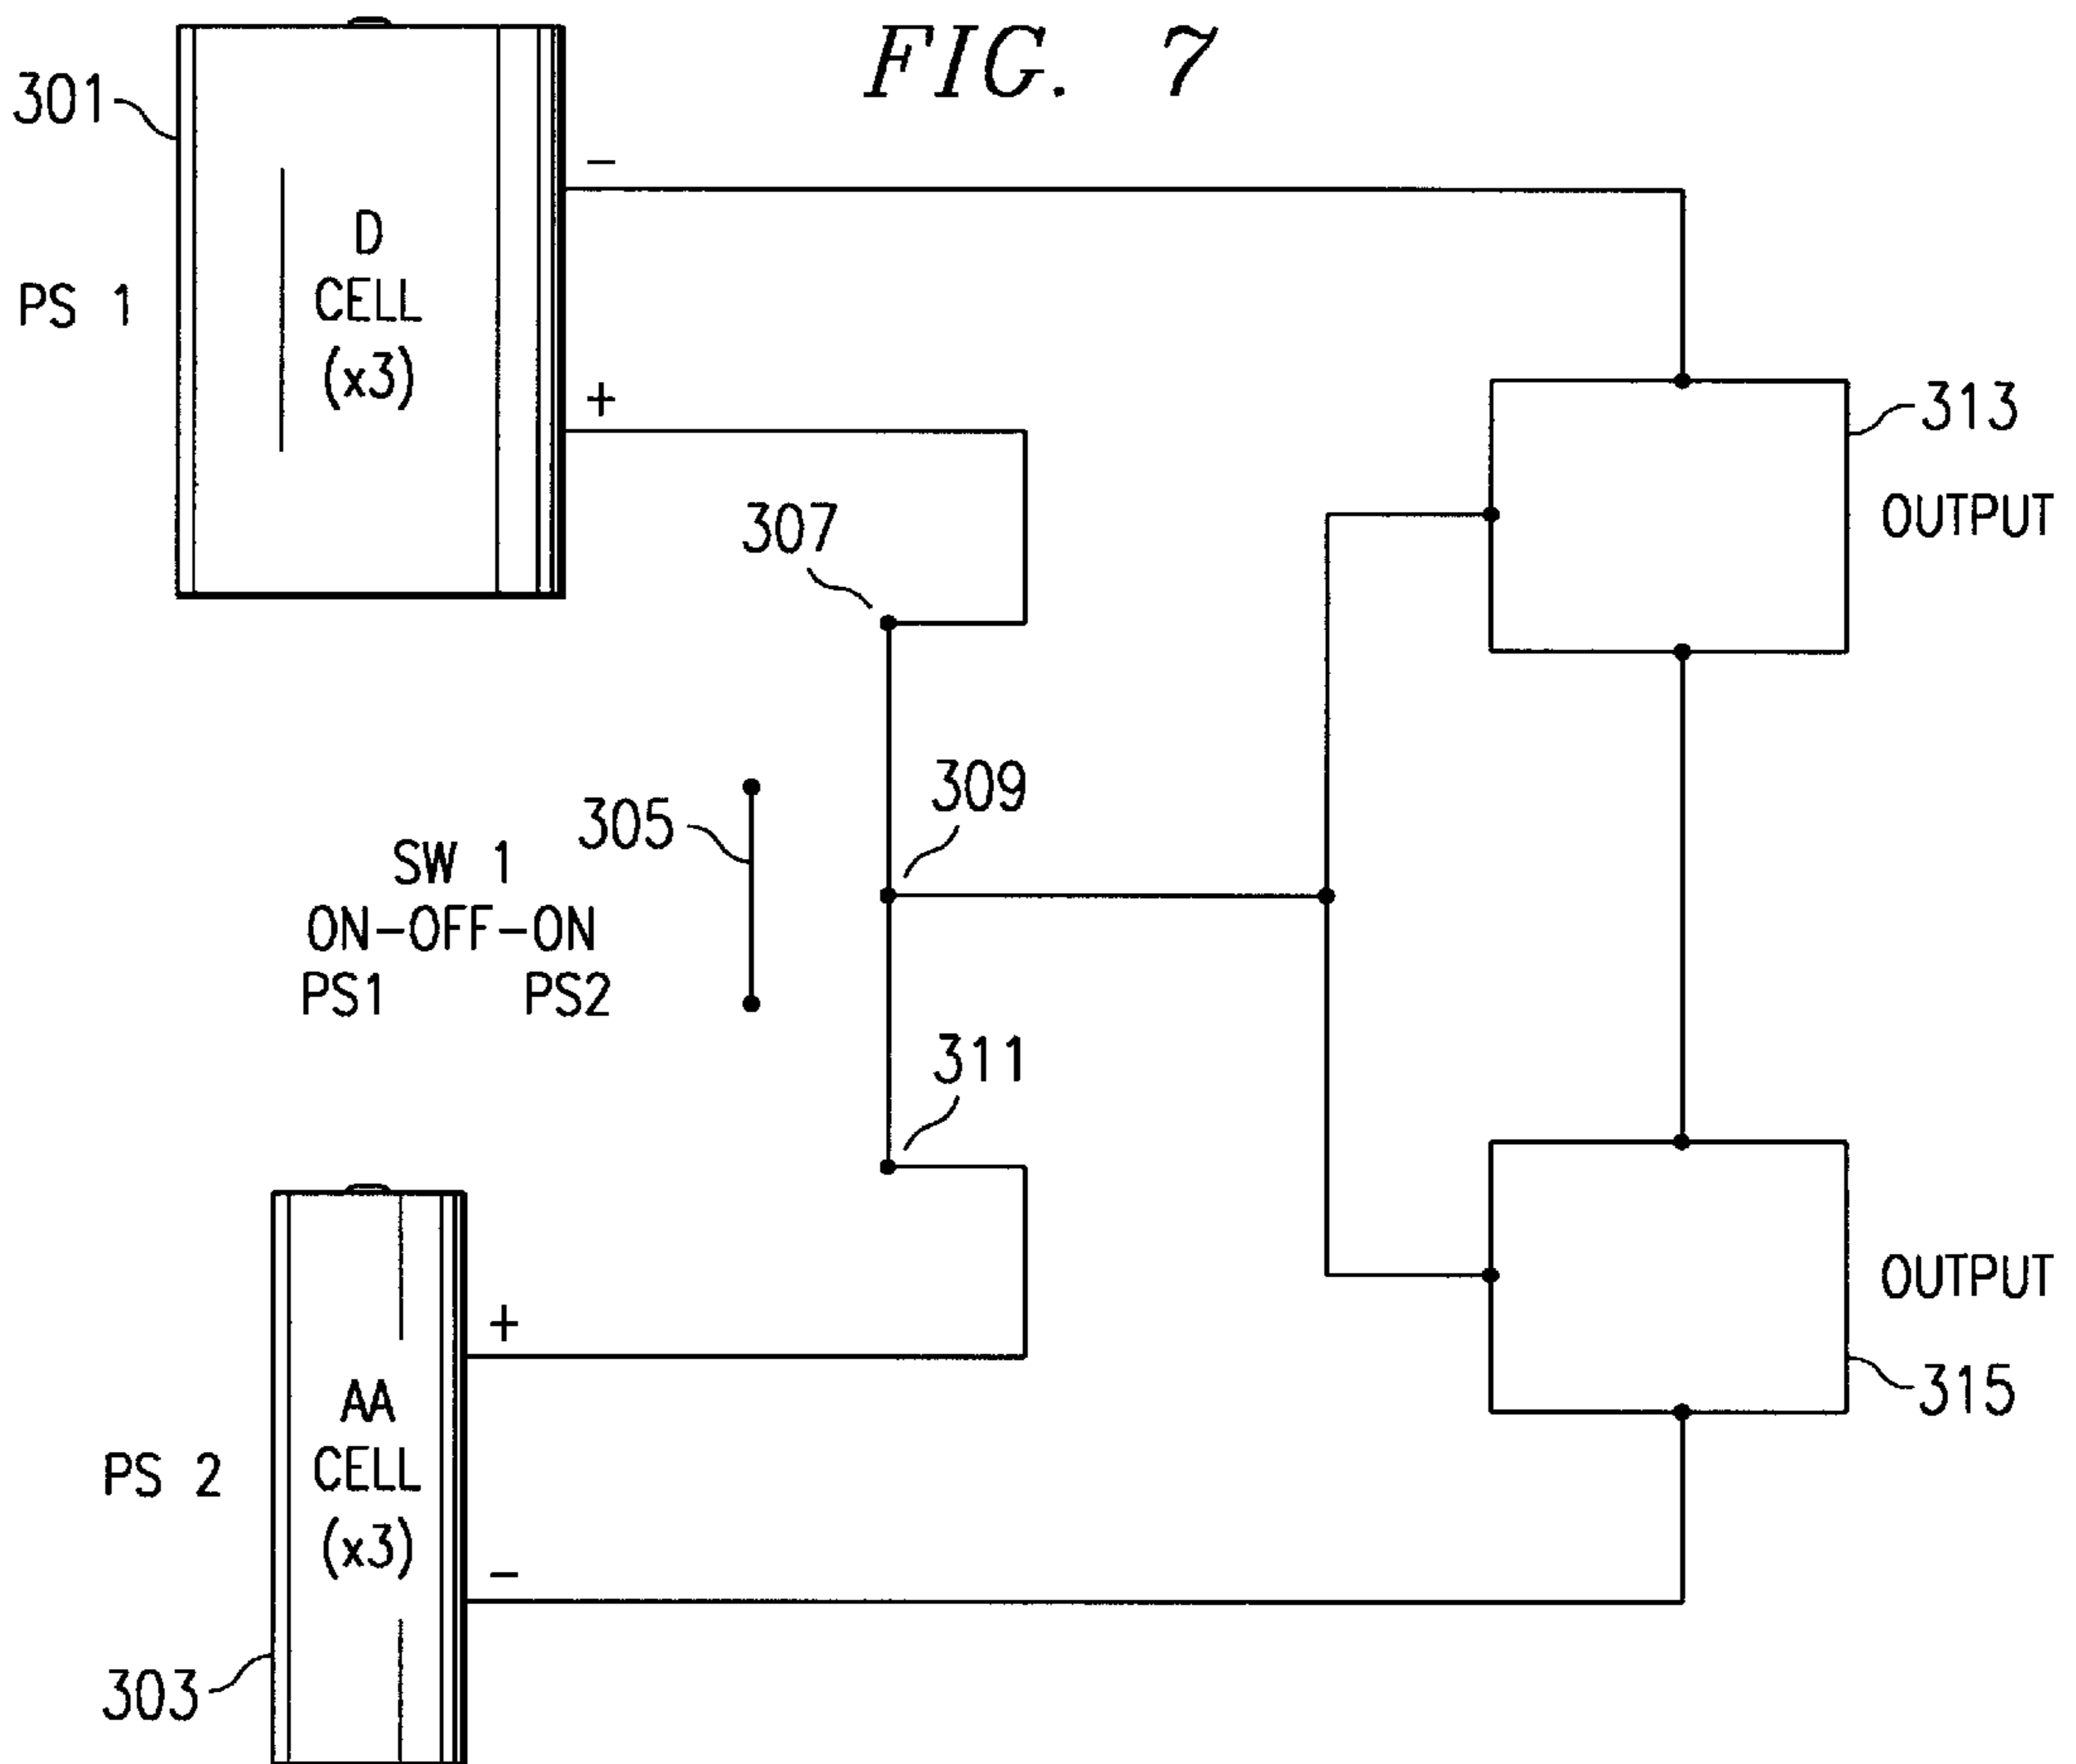 FIG. 7
301
PS 1
D
CELL
(x3)
-
+
307
313
OUTPUT
309
305
SW 1
ON-OFF-ON
PS1 PS2
311
OUTPUT
315
+
PS 2
AA
CELL
(x3)
-
303